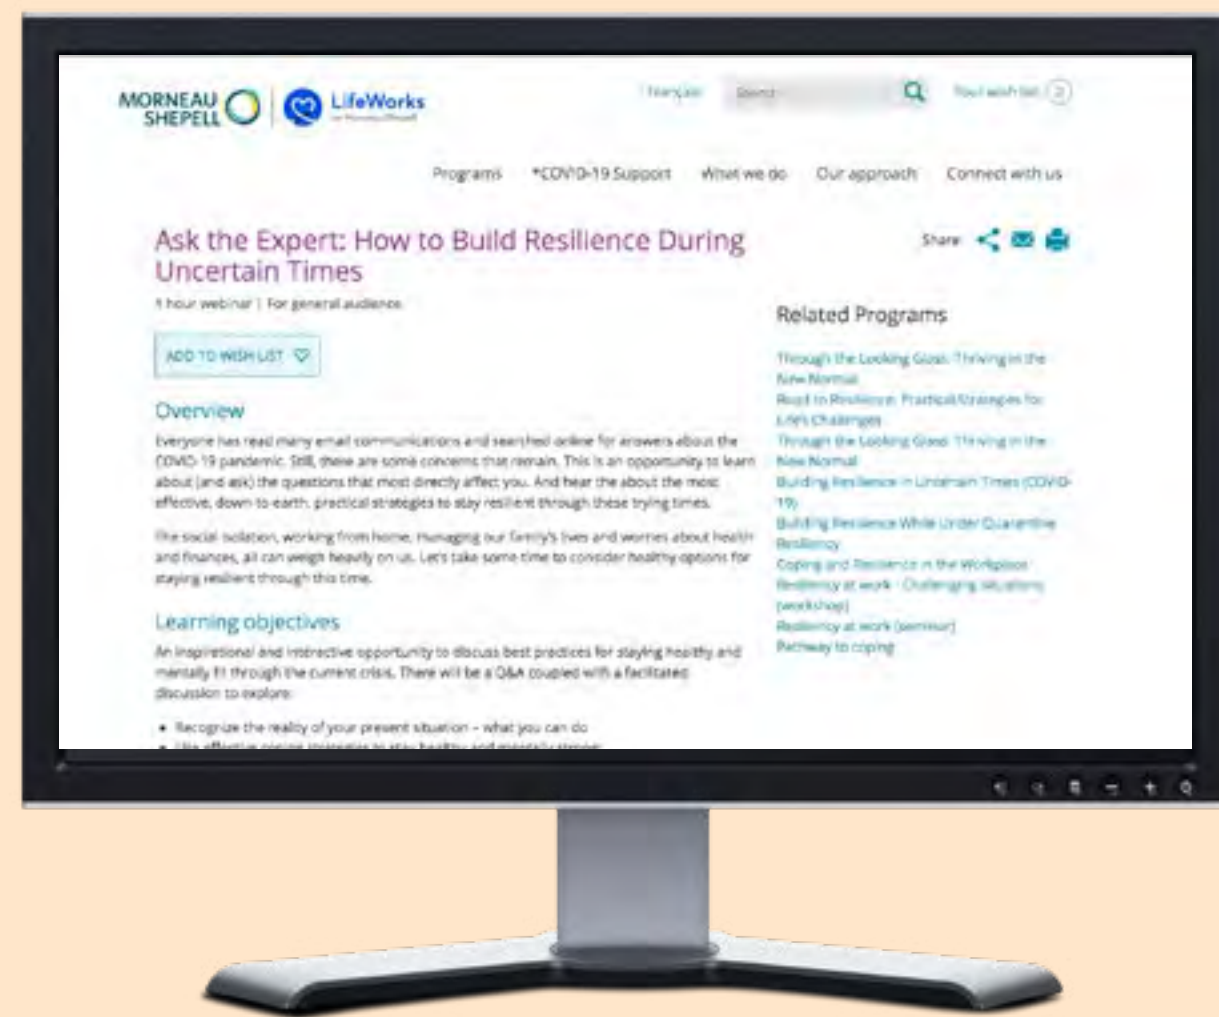 MORNEAU
SHEPELL
LifeWorks
Français
Search
Your wish list
Programs *COVID-19 Support What we do Our approach Connect with us
Ask the Expert: How to Build Resilience During
Uncertain Times
1 hour webinar | For general audience
Share
ADD TO WISH LIST
Overview
Everyone has read many email communications and searched online for answers about the
COVID-19 pandemic. Still, there are some concerns that remain. This is an opportunity to learn
about (and ask) the questions that most directly affect you. And hear the about the most
effective, down-to-earth, practical strategies to stay resilient through these trying times.
The social isolation, working from home, managing our family's lives and worries about health
and finances, all can weigh heavily on us. Let's take some time to consider healthy options for
staying resilient through this time.
Learning objectives
An inspirational and interactive opportunity to discuss best practices for staying healthy and
mentally fit through the current crisis. There will be a Q&A coupled with a facilitated
discussion to explore:
• Recognize the reality of your present situation – what you can do
• Use effective coping strategies to stay healthy and mentally
Related Programs
Through the Looking Glass: Thriving in the
New Normal
Road to Resilience: Practical Strategies for
Life's Challenges
Through the Looking Glass: Thriving in the
New Normal
Building Resilience in Uncertain Times (COVID-
19)
Building Resilience While Under Quarantine
Resiliency
Coping and Resilience in the Workplace
Resiliency at work - Challenging situations
(workshop)
Resiliency at work (seminar)
Pathway to coping